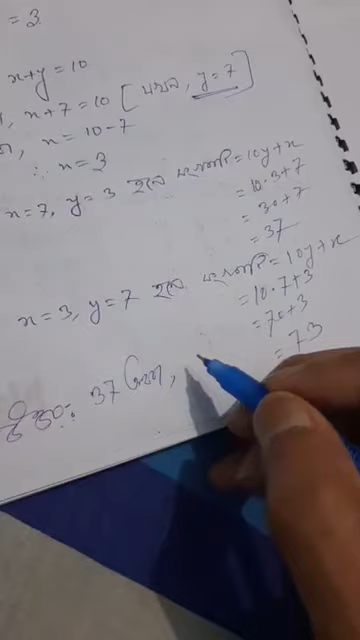 = 3
x+y = 10
x+7 = 10 [ যখন, y = 7 ]
x = 10-7
∴ x = 3
x = 7, y = 3 হলে সংখ্যাটি = 10y+x
= 10·3+7
= 30+7
= 37
x = 3, y = 7 হলে সংখ্যাটি = 10y+x
= 10·7+3
= 70+3
= 73
উত্তর: 37 অথবা,